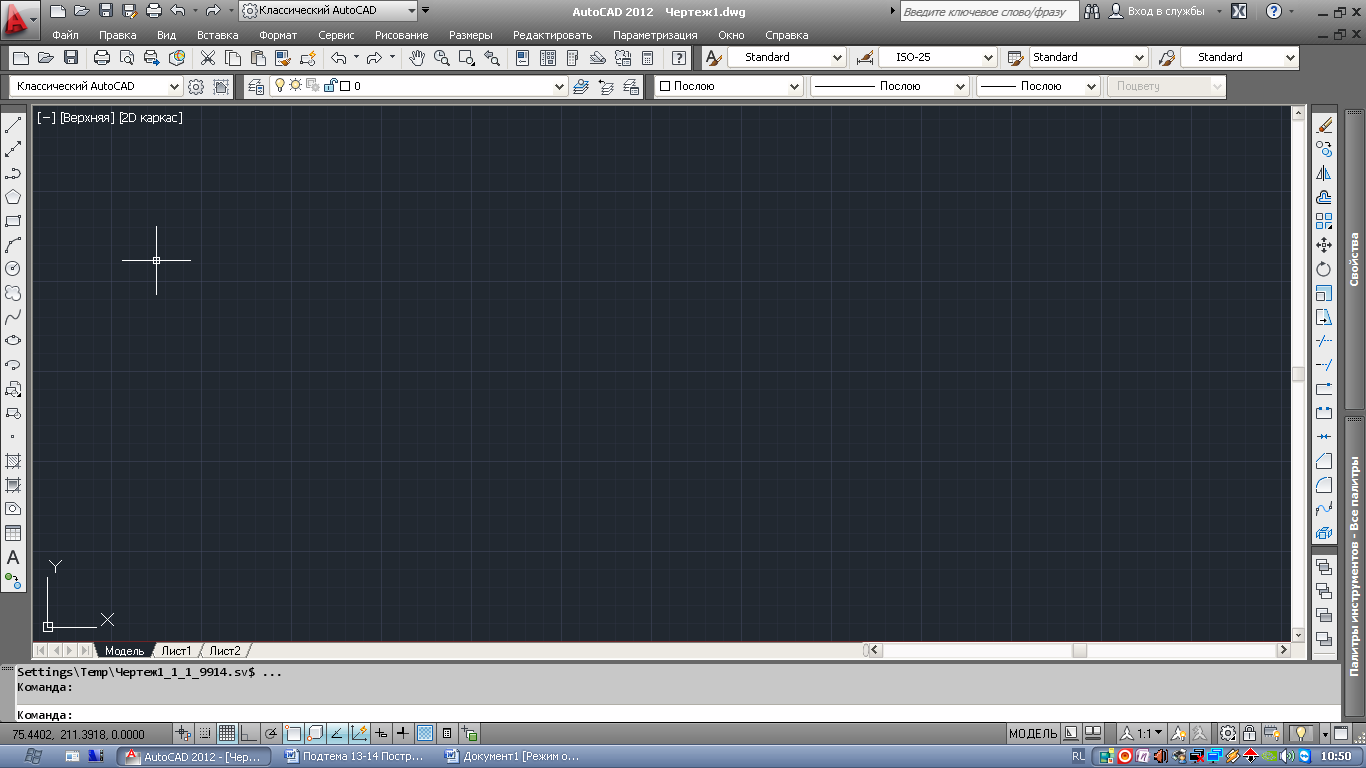 Классический AutoCAD
AutoCAD 2012 Чертеж1.dwg
Введите ключевое слово/фразу
Вход в службы
Файл Правка Вид Вставка Формат Сервис Рисование Размеры Редактировать Параметризация Окно Справка
Standard ISO-25 Standard Standard
Классический AutoCAD 0 Послою Послою Послою Поцвету
[−] [Верхняя] [2D каркас]
Свойства
Палитры инструментов - Все палитры
Y
X
Модель Лист1 Лист2
Settings\Temp\Чертеж1_1_1_9914.sv$ ...
Команда:
Команда:
75.4402, 211.3918, 0.0000
МОДЕЛЬ 1:1
AutoCAD 2012 - [Чер... Подтема 13-14 Постр... Документ1 [Режим о... RL 10:50